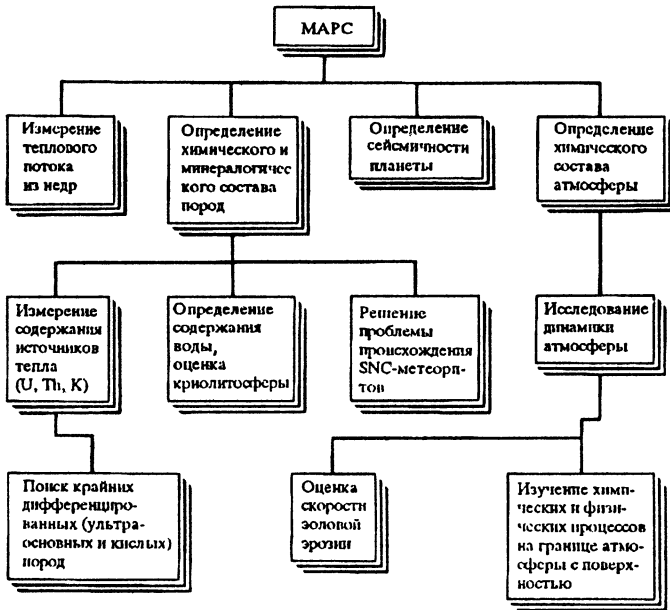 МАРС
Измерение
теплового
потока
из недр
Определение
химического и
минералогичес
кого состава
пород
Определение
сейсмичности
планеты
Определение
химического
состава
атмосферы
Измерение
содержания
источников
тепла
(U, Th, K)
Определение
содержания
воды,
оценка
криолитосферы
Решение
проблемы
происхождения
SNC-метеори-
тов
Исследование
динамики
атмосферы
Поиск крайних
дифференциро-
ванных (ультра-
основных и кислых)
пород
Оценка
скорости
эоловой
эрозии
Изучение хими-
ческих и физи-
ческих процессов
на границе атмо-
сферы с поверх-
ностью